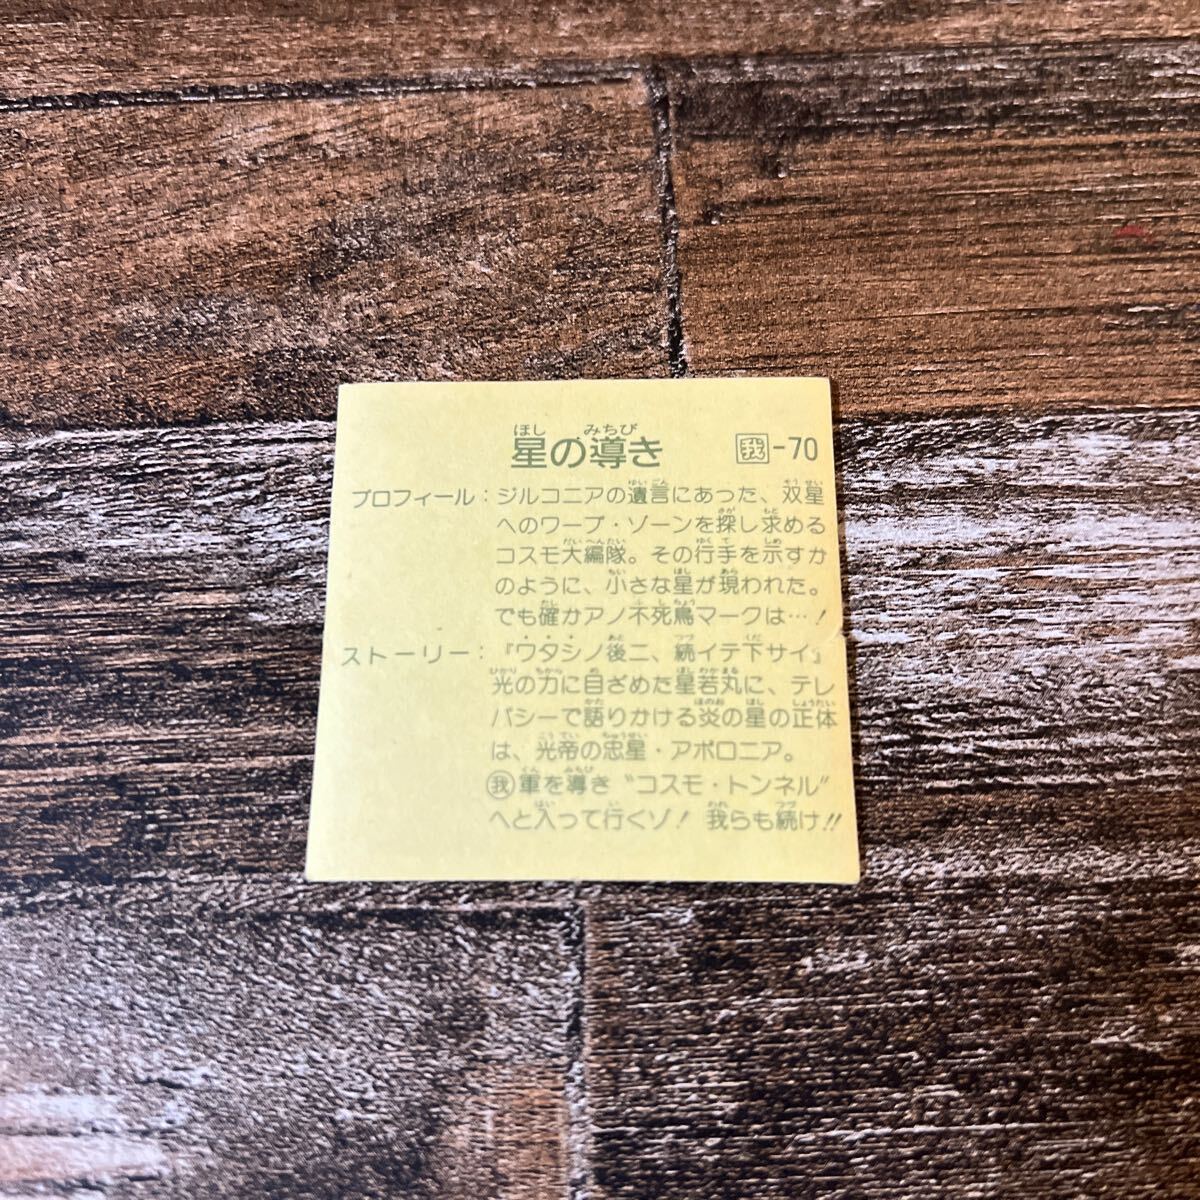 星の導き 我-70
プロフィール：ジルコニアの遺言にあった、双星
へのワープ・ゾーンを探し求める
コスモ大編隊。その行手を示すか
のように、小さな星が現われた。
でも確かアノ不死鳥マークは…！
ストーリー：『ワタシノ後ニ、続イテ下サイ』
光の力に目ざめた星若丸に、テレ
パシーで語りかける炎の星の正体
は、光帝の忠星・アポロニア。
我軍を導き“コスモ・トンネル”
へと入って行くゾ！ 我らも続け!!